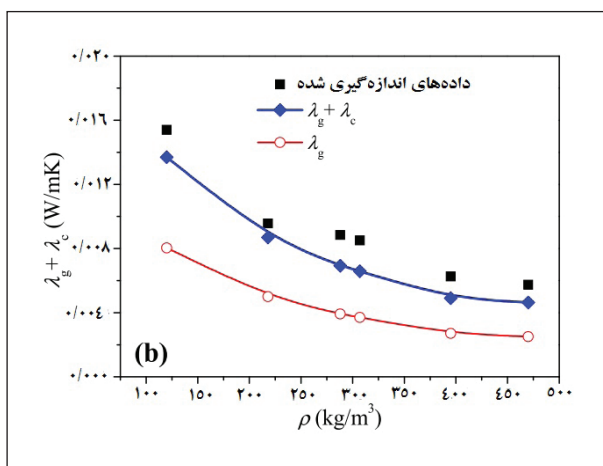 ۰/۰۲۰
۰/۰۱۶
۰/۰۱۲
۰/۰۰۸
۰/۰۰۴
۰/۰۰۰
λg + λc (W/mK)
داده‌های اندازه‌گیری شده
λg + λc
λg
(b)
۱۰۰ ۱۵۰ ۲۰۰ ۲۵۰ ۳۰۰ ۳۵۰ ۴۰۰ ۴۵۰ ۵۰۰
ρ (kg/m³)